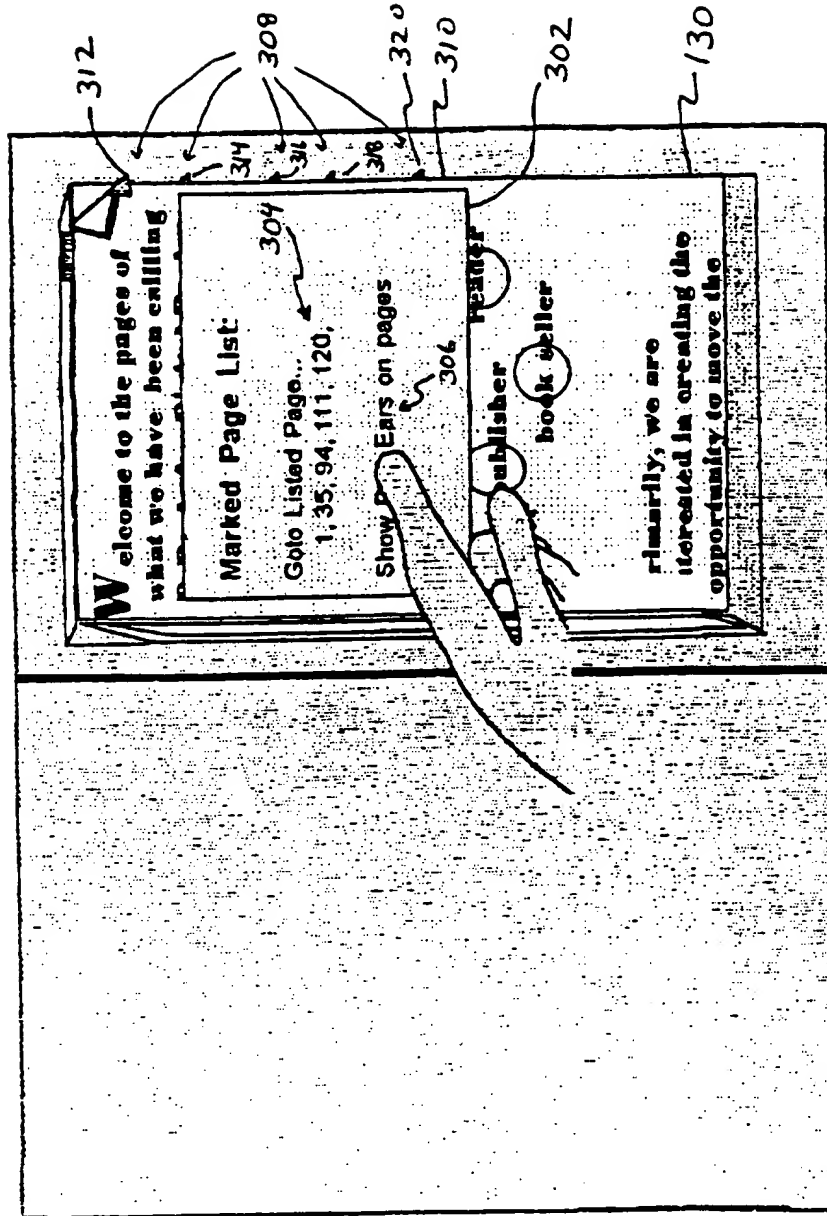 Welcome to the pages of
what we have been
Marked Page List:
Goto Listed Page...
1, 35, 94, 111, 120,
Show Ears on pages
reader
ublisher
book seller
rimarily, we are
iterested in creating the
opportunity to move the
304
306
312
308
314
316
318
320
310
302
130